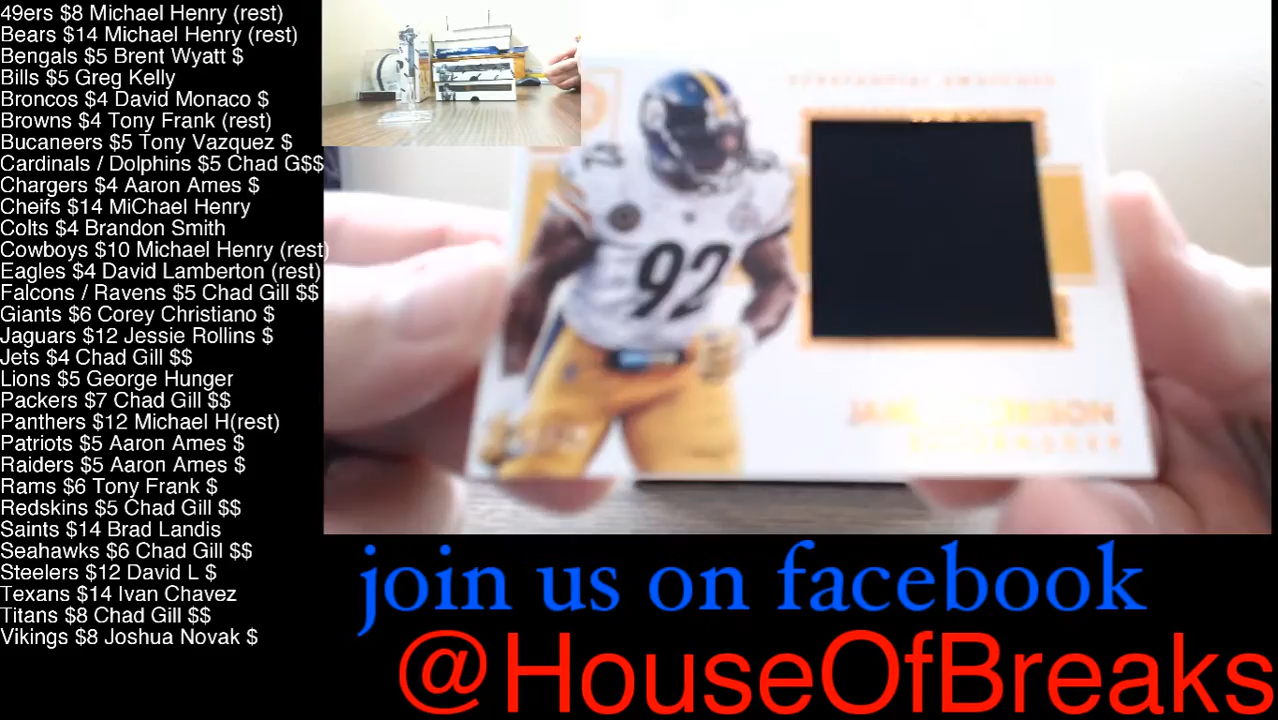 49ers $8 Michael Henry (rest)
Bears $14 Michael Henry (rest)
Bengals $5 Brent Wyatt $
Bills $5 Greg Kelly
Broncos $4 David Monaco $
Browns $4 Tony Frank (rest)
Bucaneers $5 Tony Vazquez $
Cardinals / Dolphins $5 Chad G$$
Chargers $4 Aaron Ames $
Cheifs $14 MiChael Henry
Colts $4 Brandon Smith
Cowboys $10 Michael Henry (rest)
Eagles $4 David Lamberton (rest)
Falcons / Ravens $5 Chad Gill $$
Giants $6 Corey Christiano $
Jaguars $12 Jessie Rollins $
Jets $4 Chad Gill $$
Lions $5 George Hunger
Packers $7 Chad Gill $$
Panthers $12 Michael H(rest)
Patriots $5 Aaron Ames $
Raiders $5 Aaron Ames $
Rams $6 Tony Frank $
Redskins $5 Chad Gill $$
Saints $14 Brad Landis
Seahawks $6 Chad Gill $$
Steelers $12 David L $
Texans $14 Ivan Chavez
Titans $8 Chad Gill $$
Vikings $8 Joshua Novak $
92
join us on facebook
@HouseOfBreaks